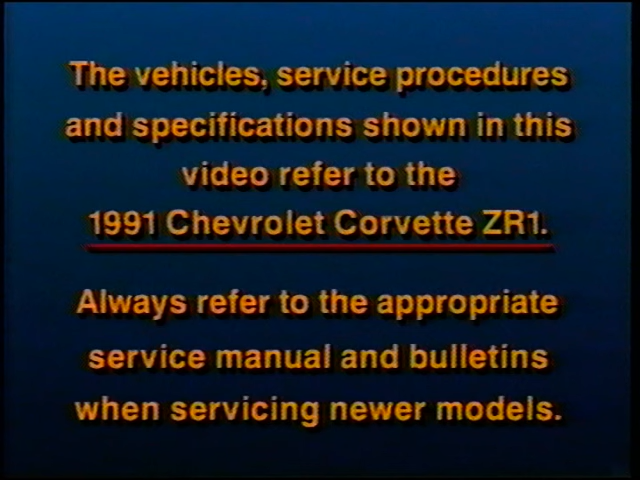 The vehicles, service procedures
and specifications shown in this
video refer to the
1991 Chevrolet Corvette ZR1.
Always refer to the appropriate
service manual and bulletins
when servicing newer models.